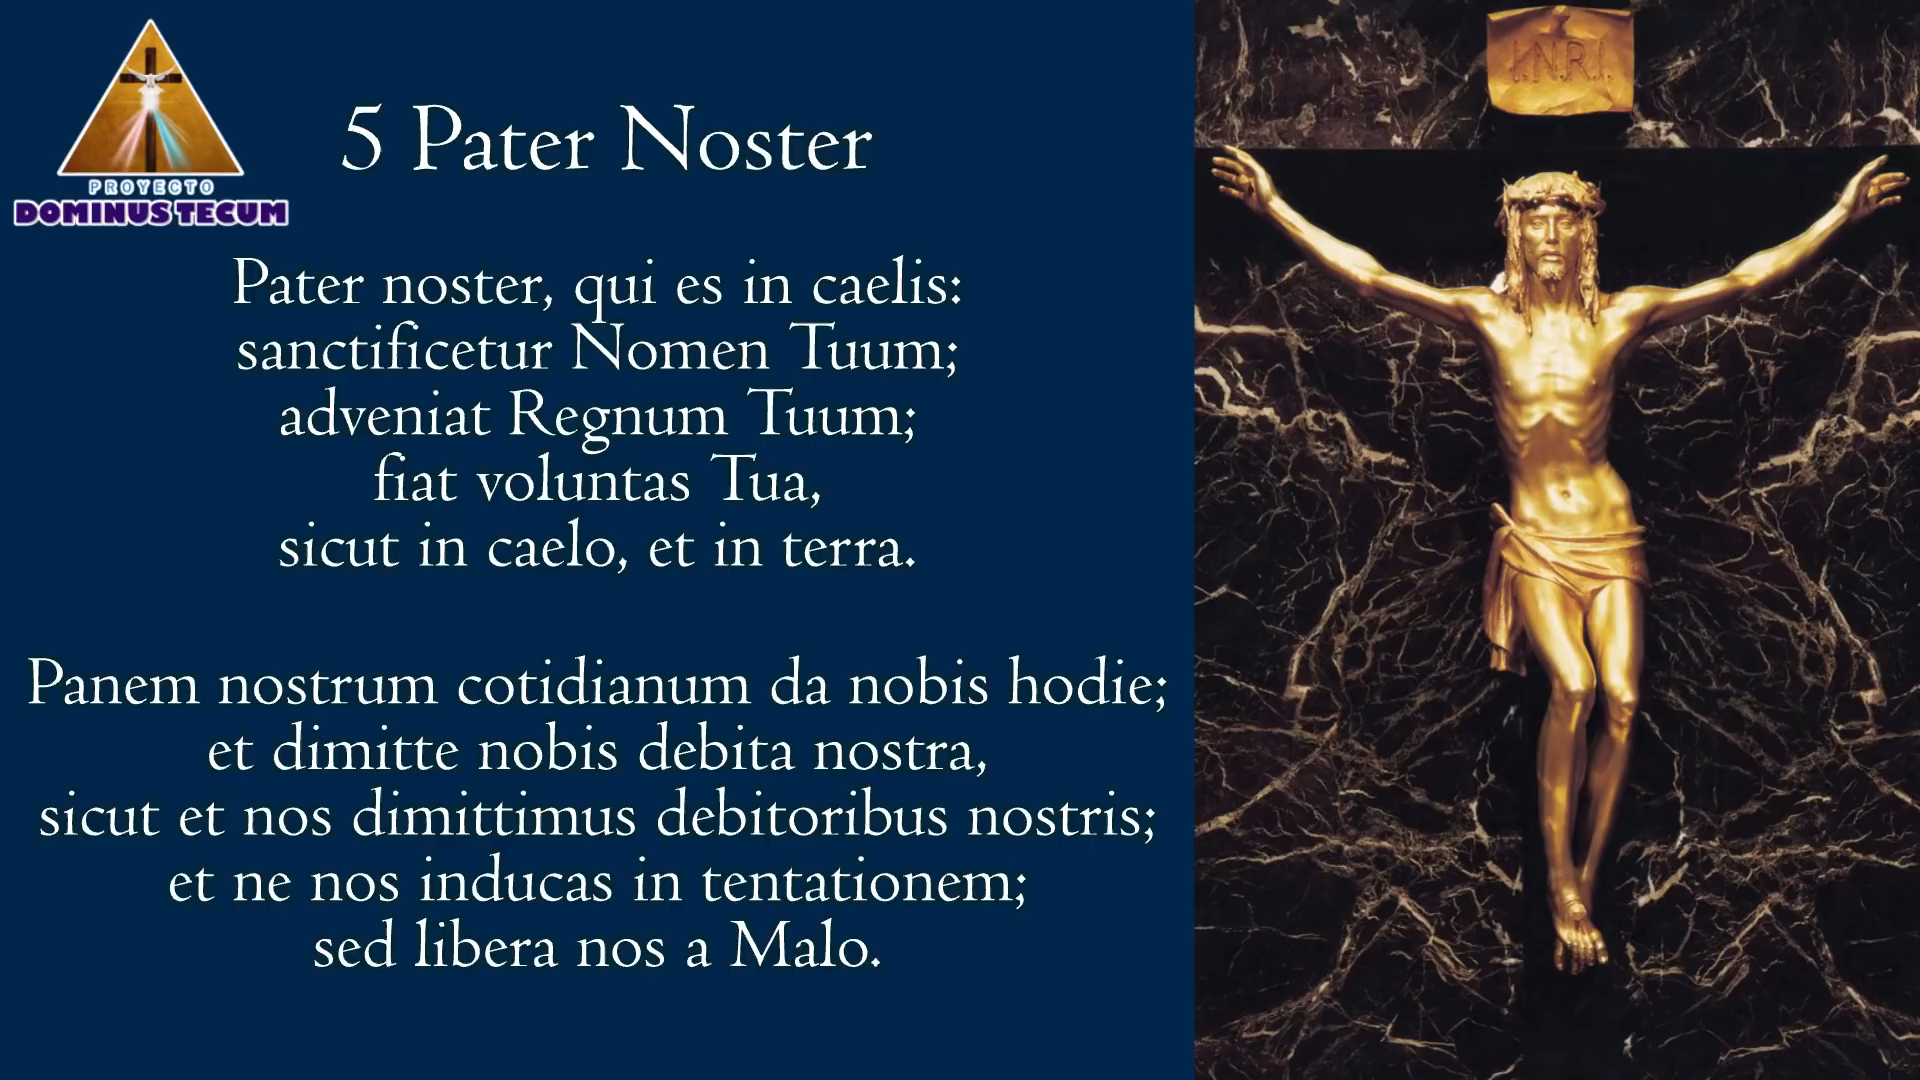 PROYECTO
DOMINUS TECUM
5 Pater Noster
Pater noster, qui es in caelis:
sanctificetur Nomen Tuum;
adveniat Regnum Tuum;
fiat voluntas Tua,
sicut in caelo, et in terra.
Panem nostrum cotidianum da nobis hodie;
et dimitte nobis debita nostra,
sicut et nos dimittimus debitoribus nostris;
et ne nos inducas in tentationem;
sed libera nos a Malo.
I.N.R.I.